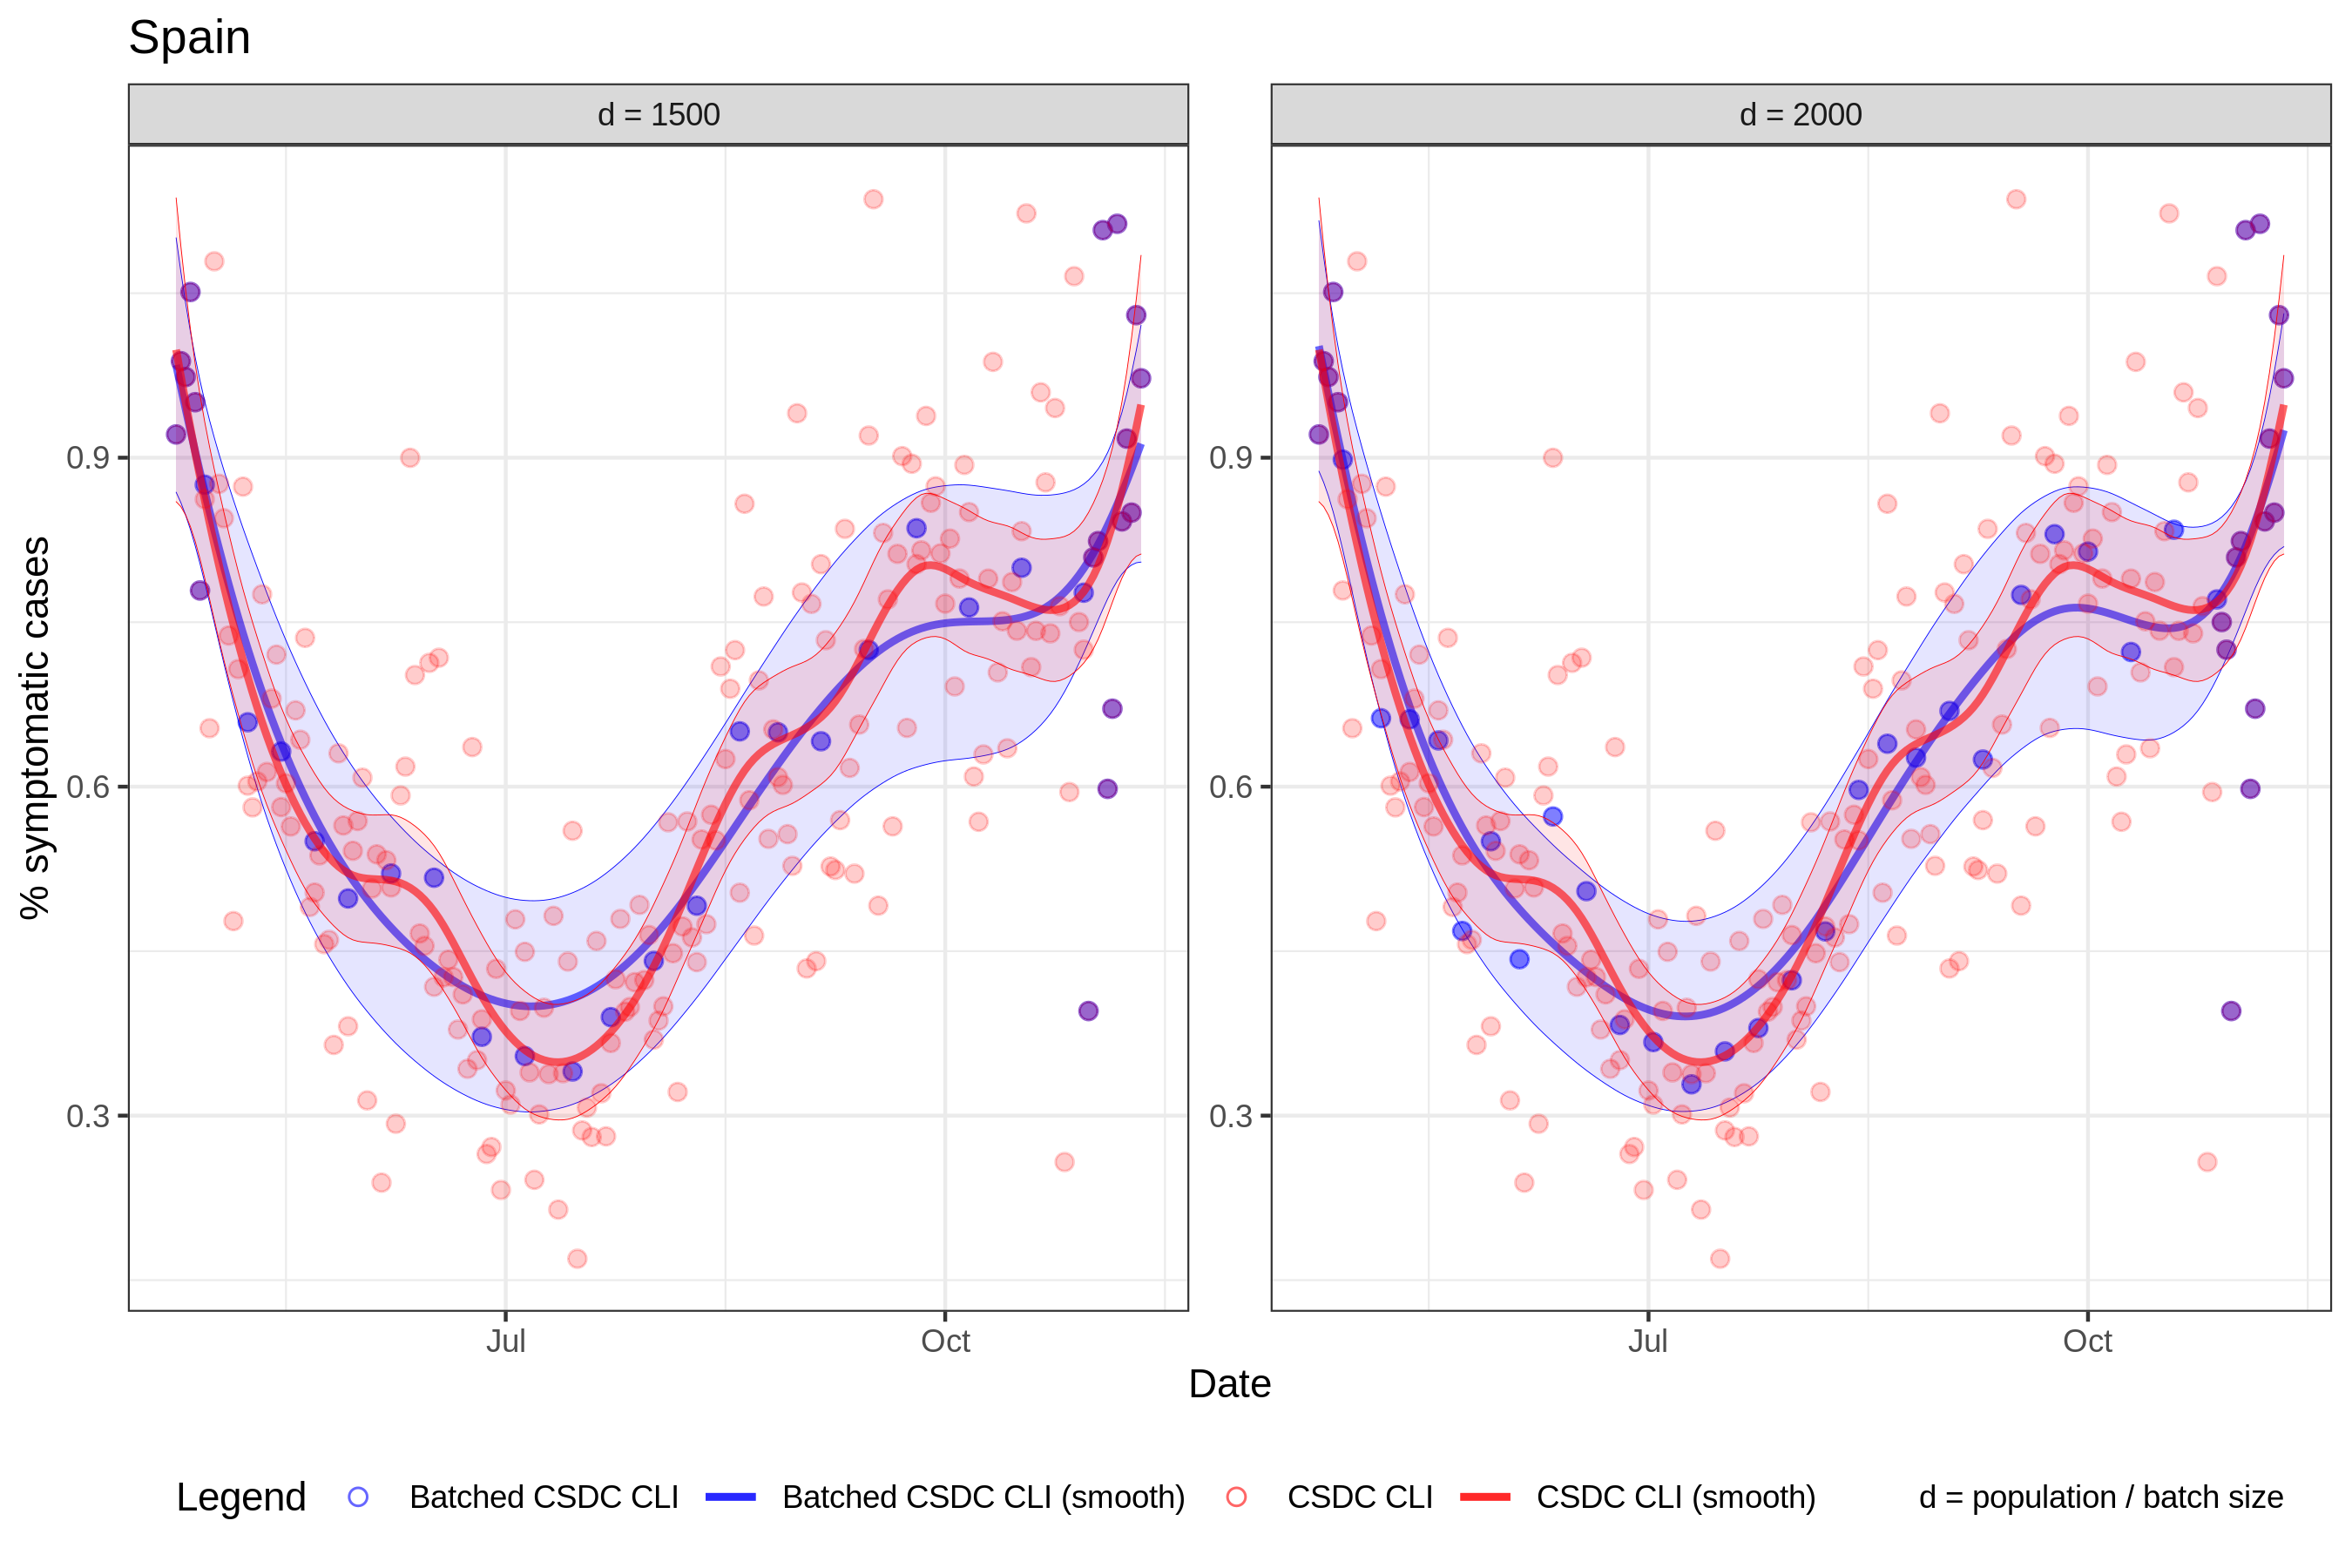 Spain
d = 1500
d = 2000
% symptomatic cases
0.9
0.6
0.3
0.9
0.6
0.3
Jul
Oct
Jul
Oct
Date
Legend
Batched CSDC CLI
Batched CSDC CLI (smooth)
CSDC CLI
CSDC CLI (smooth)
d = population / batch size